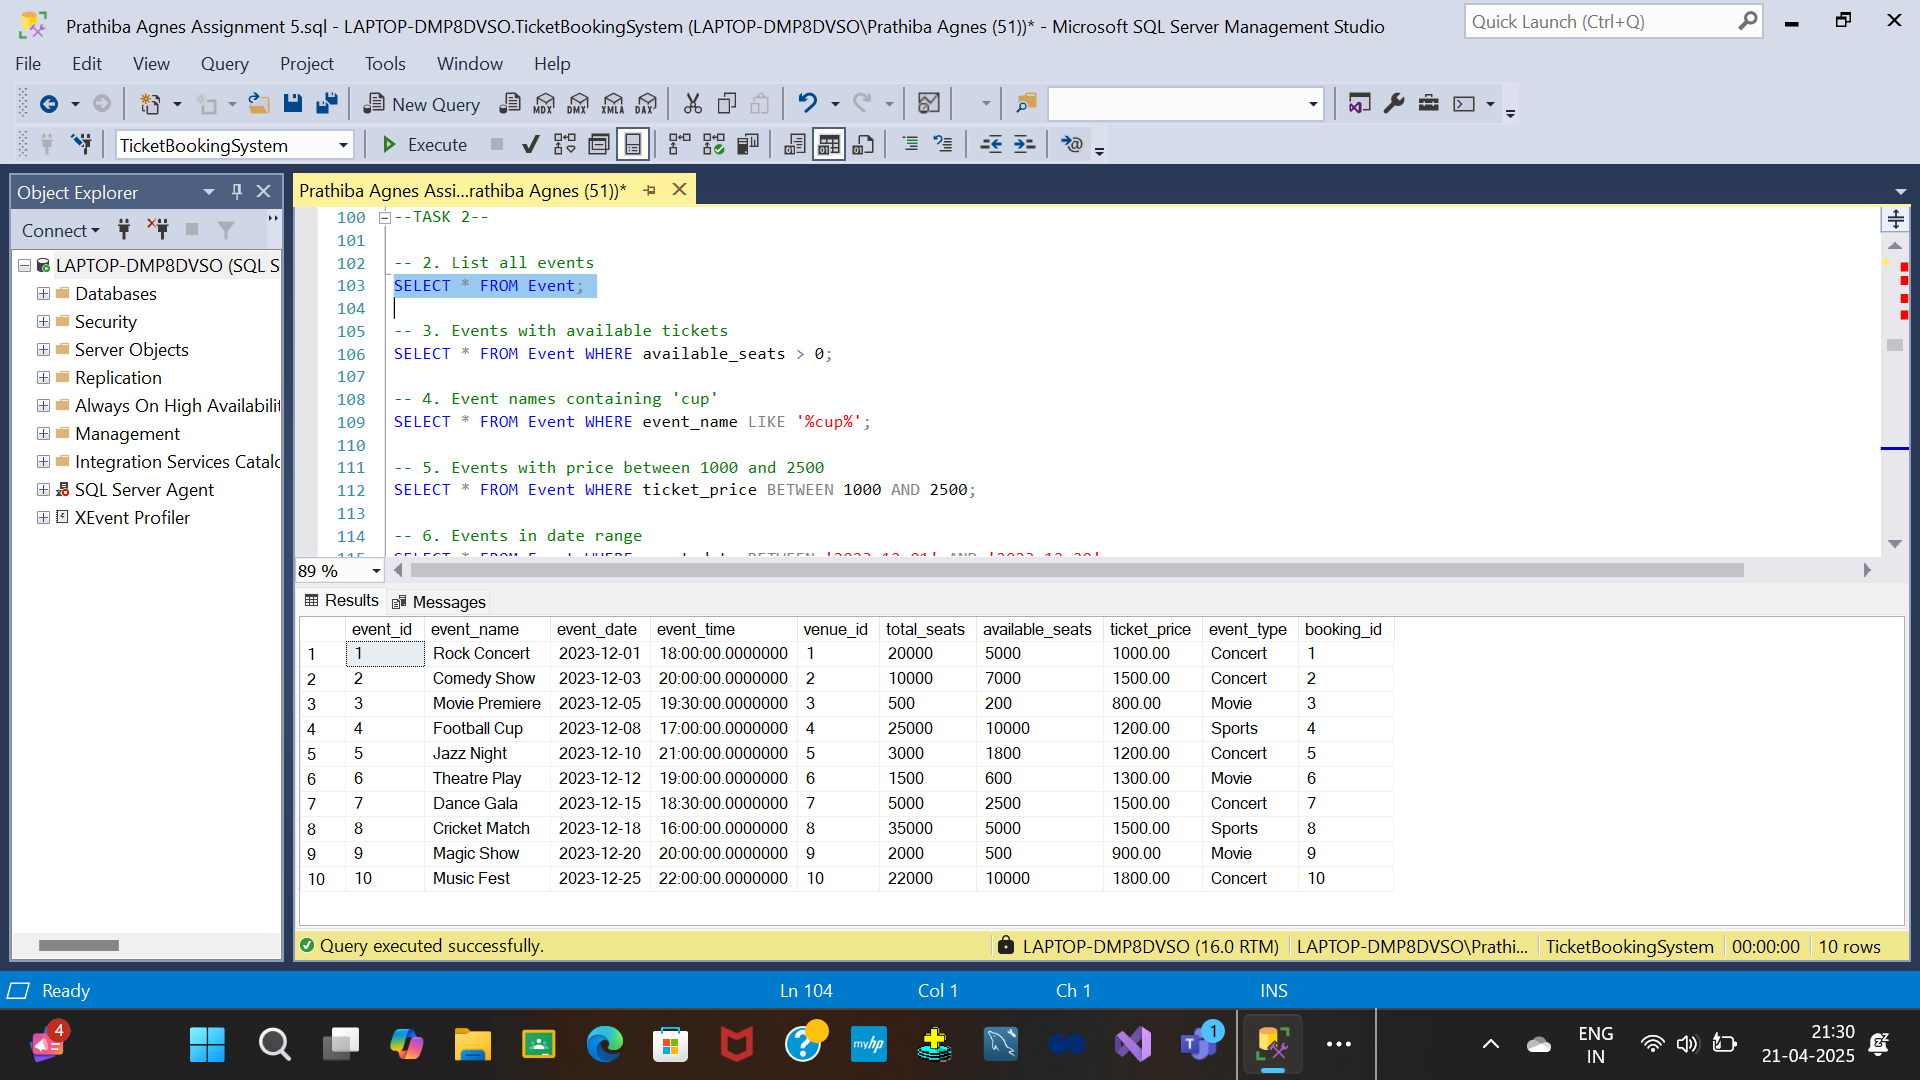 Prathiba Agnes Assignment 5.sql - LAPTOP-DMP8DVSO.TicketBookingSystem (LAPTOP-DMP8DVSO\Prathiba Agnes (51))* - Microsoft SQL Server Management Studio
Quick Launch (Ctrl+Q)
File Edit View Query Project Tools Window Help
New Query MDX DMX XMLA DAX
TicketBookingSystem Execute
Object Explorer
Prathiba Agnes Assi...rathiba Agnes (51))*
Connect
LAPTOP-DMP8DVSO (SQL S
Databases
Security
Server Objects
Replication
Always On High Availabilit
Management
Integration Services Catalo
SQL Server Agent
XEvent Profiler
100 --TASK 2--
101
102 -- 2. List all events
103 SELECT * FROM Event;
104
105 -- 3. Events with available tickets
106 SELECT * FROM Event WHERE available_seats > 0;
107
108 -- 4. Event names containing 'cup'
109 SELECT * FROM Event WHERE event_name LIKE '%cup%';
110
111 -- 5. Events with price between 1000 and 2500
112 SELECT * FROM Event WHERE ticket_price BETWEEN 1000 AND 2500;
113
114 -- 6. Events in date range
89 %
Results Messages
event_id event_name event_date event_time venue_id total_seats available_seats ticket_price event_type booking_id
1 1 Rock Concert 2023-12-01 18:00:00.0000000 1 20000 5000 1000.00 Concert 1
2 2 Comedy Show 2023-12-03 20:00:00.0000000 2 10000 7000 1500.00 Concert 2
3 3 Movie Premiere 2023-12-05 19:30:00.0000000 3 500 200 800.00 Movie 3
4 4 Football Cup 2023-12-08 17:00:00.0000000 4 25000 10000 1200.00 Sports 4
5 5 Jazz Night 2023-12-10 21:00:00.0000000 5 3000 1800 1200.00 Concert 5
6 6 Theatre Play 2023-12-12 19:00:00.0000000 6 1500 600 1300.00 Movie 6
7 7 Dance Gala 2023-12-15 18:30:00.0000000 7 5000 2500 1500.00 Concert 7
8 8 Cricket Match 2023-12-18 16:00:00.0000000 8 35000 5000 1500.00 Sports 8
9 9 Magic Show 2023-12-20 20:00:00.0000000 9 2000 500 900.00 Movie 9
10 10 Music Fest 2023-12-25 22:00:00.0000000 10 22000 10000 1800.00 Concert 10
Query executed successfully. LAPTOP-DMP8DVSO (16.0 RTM) LAPTOP-DMP8DVSO\Prathi... TicketBookingSystem 00:00:00 10 rows
Ready Ln 104 Col 1 Ch 1 INS
4
myhp
1
ENG
IN
21:30
21-04-2025